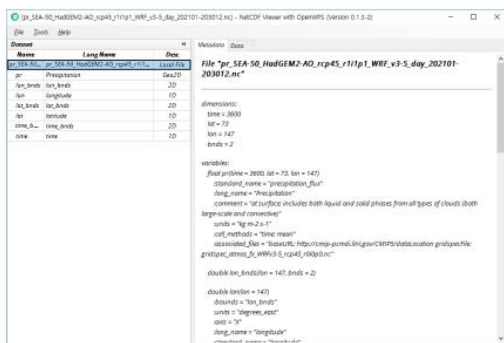 [pr_SEA-50_HadGEM2-AO_rcp45_r1i1p1_WRF_v3-5_day_202101-203012.nc] - NetCDF Viewer with OpenWPS (Version 0.1.3-2)
File Tools Help
Dataset
Name Long Name Desc
pr_SEA-50... pr_SEA-50_HadGEM2-AO_rcp45_r1i1... Local File
pr Precipitation Geo2D
lon_bnds lon_bnds 2D
lon longitude 1D
lat_bnds lat_bnds 2D
lat latitude 1D
time_b... time_bnds 2D
time time 1D
Metadata Data
File "pr_SEA-50_HadGEM2-AO_rcp45_r1i1p1_WRF_v3-5_day_202101-
203012.nc"
dimensions:
time = 3600
lat = 73
lon = 147
bnds = 2
variables:
float pr(time = 3600, lat = 73, lon = 147)
:standard_name = "precipitation_flux"
:long_name = "Precipitation"
:comment = "at surface; includes both liquid and solid phases from all types of clouds (both
large-scale and convective)"
:units = "kg m-2 s-1"
:cell_methods = "time: mean"
:associated_files = "baseURL: http://cmip-pcmdi.llnl.gov/CMIP5/dataLocation gridspecFile:
gridspec_atmos_fx_WRFv3-5_rcp45_r0i0p0.nc"
double lon_bnds(lon = 147, bnds = 2)
double lon(lon = 147)
:bounds = "lon_bnds"
:units = "degrees_east"
:axis = "X"
:long_name = "longitude"
:standard_name = "longitude"